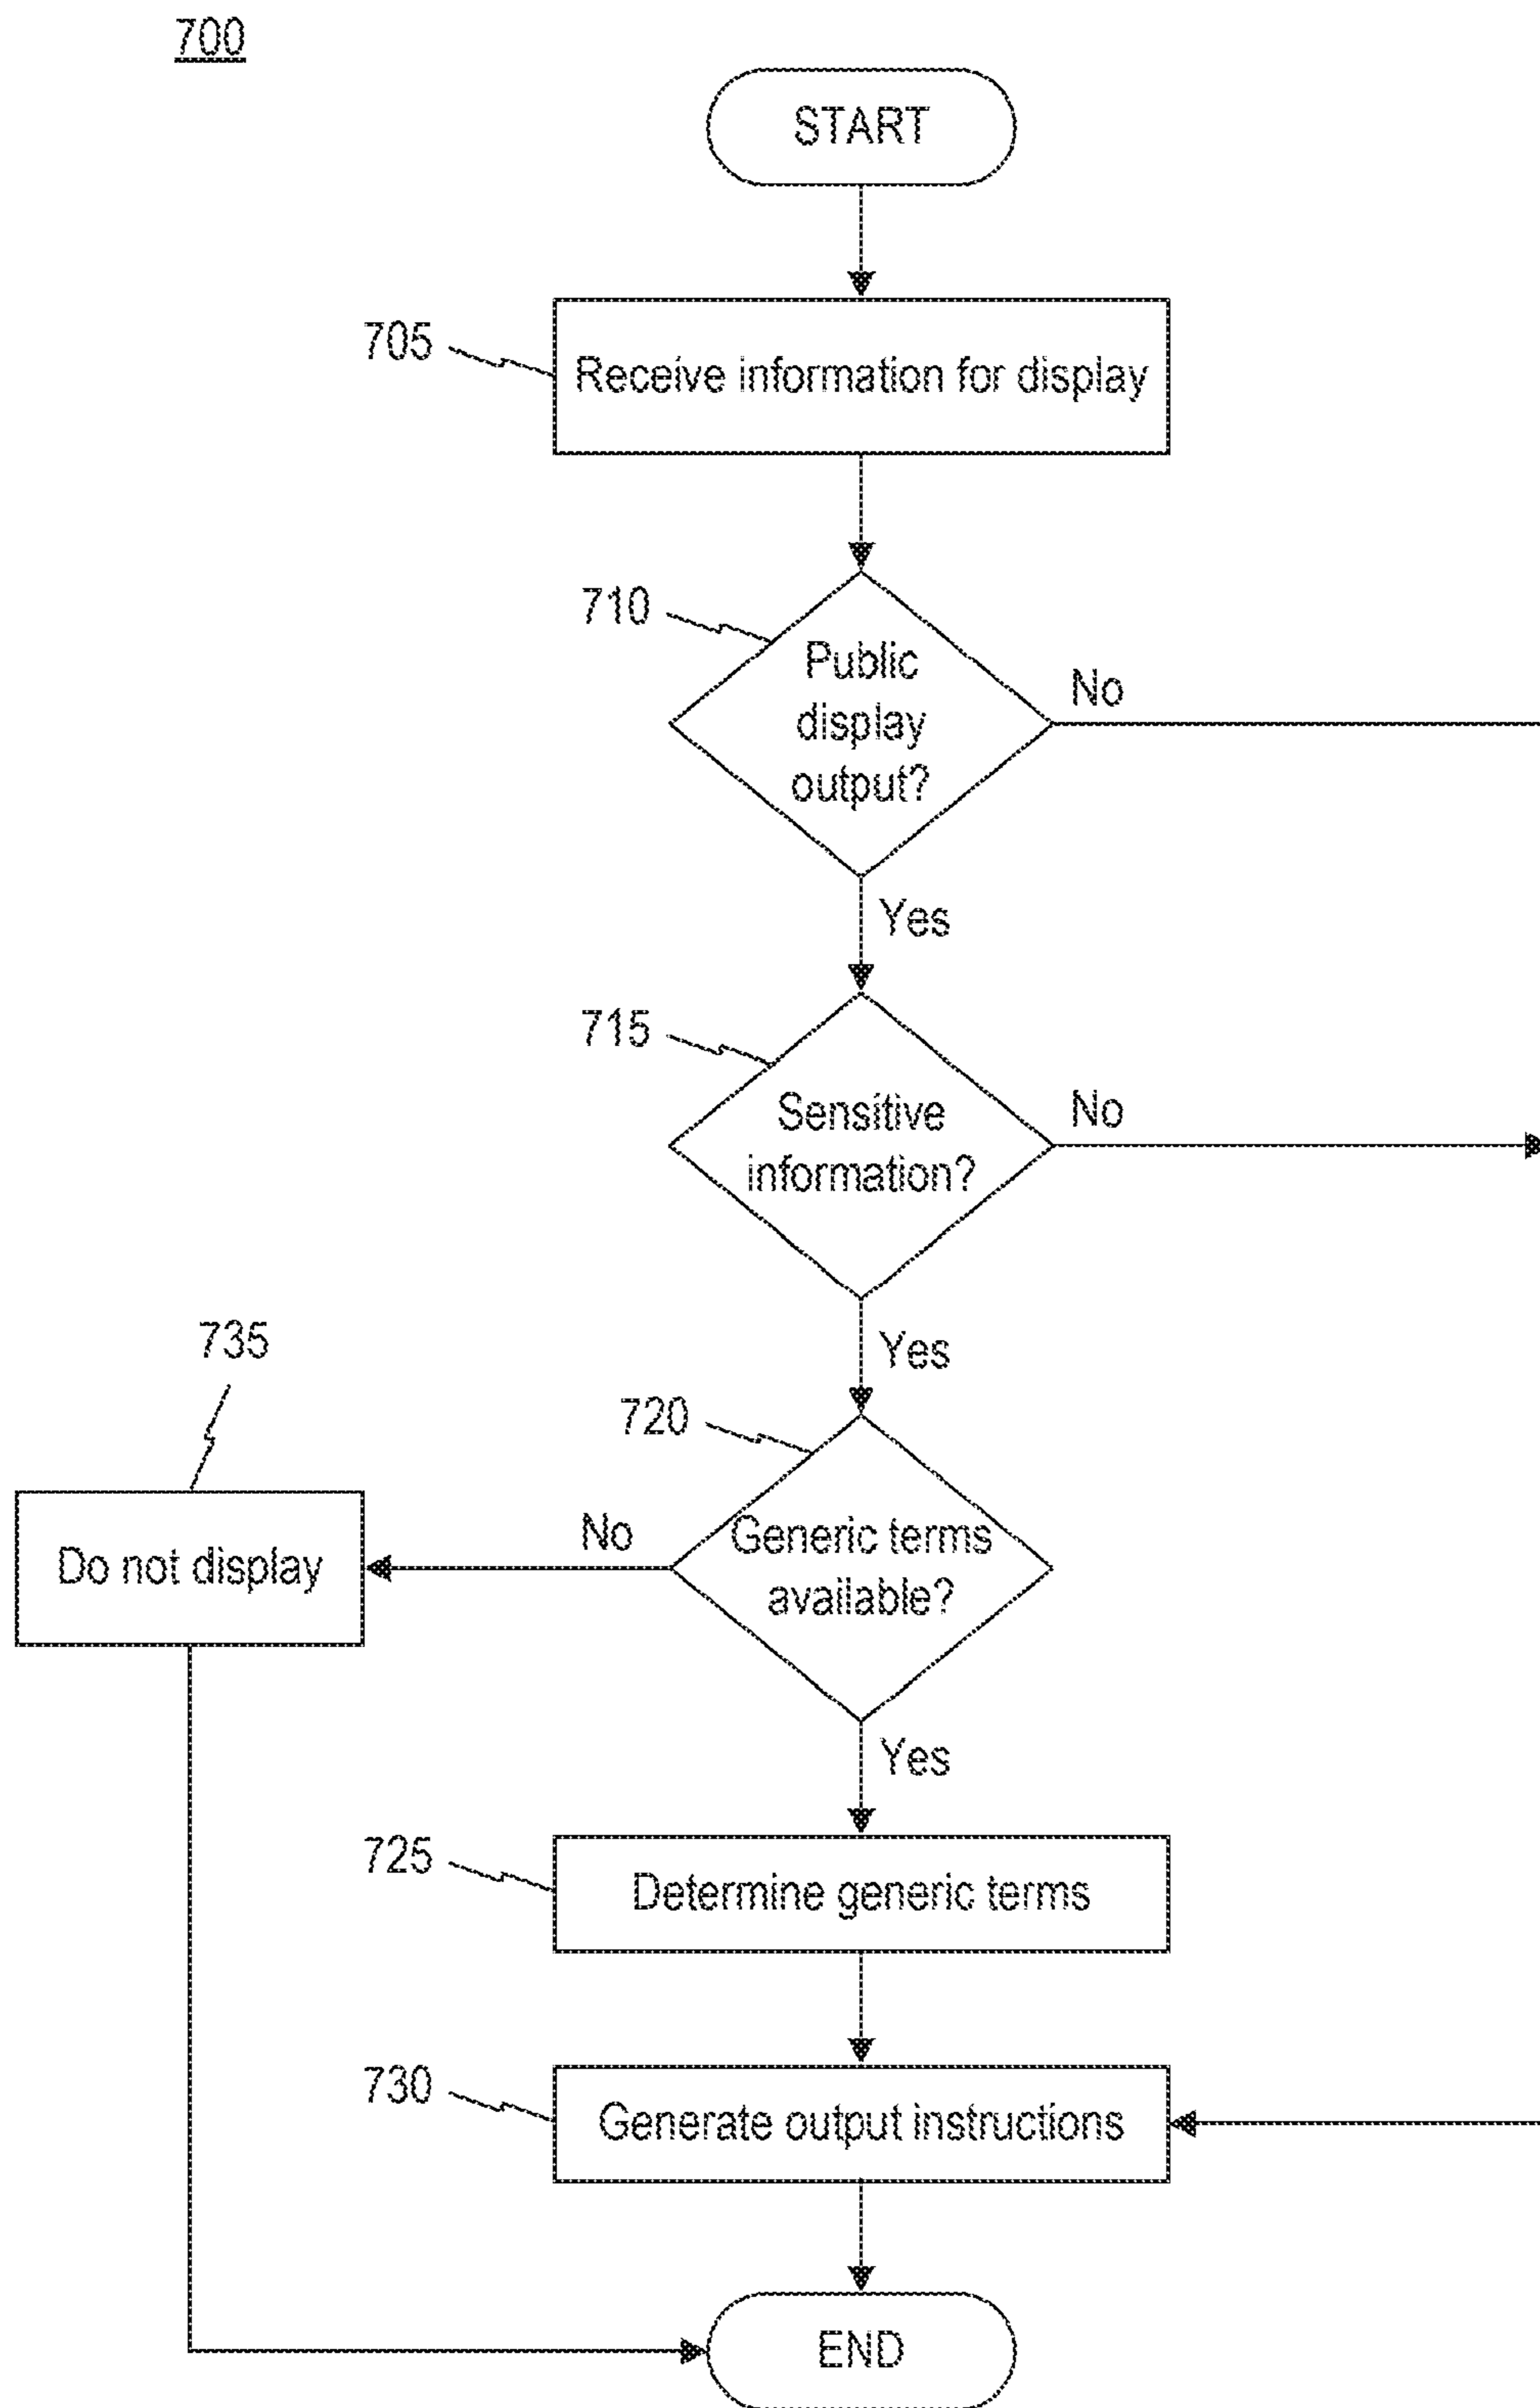 700
START
705
Receive information for display
710
Public
display
output?
No
Yes
715
Sensitive
information?
No
Yes
735
720
Do not display
No
Generic terms
available?
Yes
725
Determine generic terms
730
Generate output instructions
END